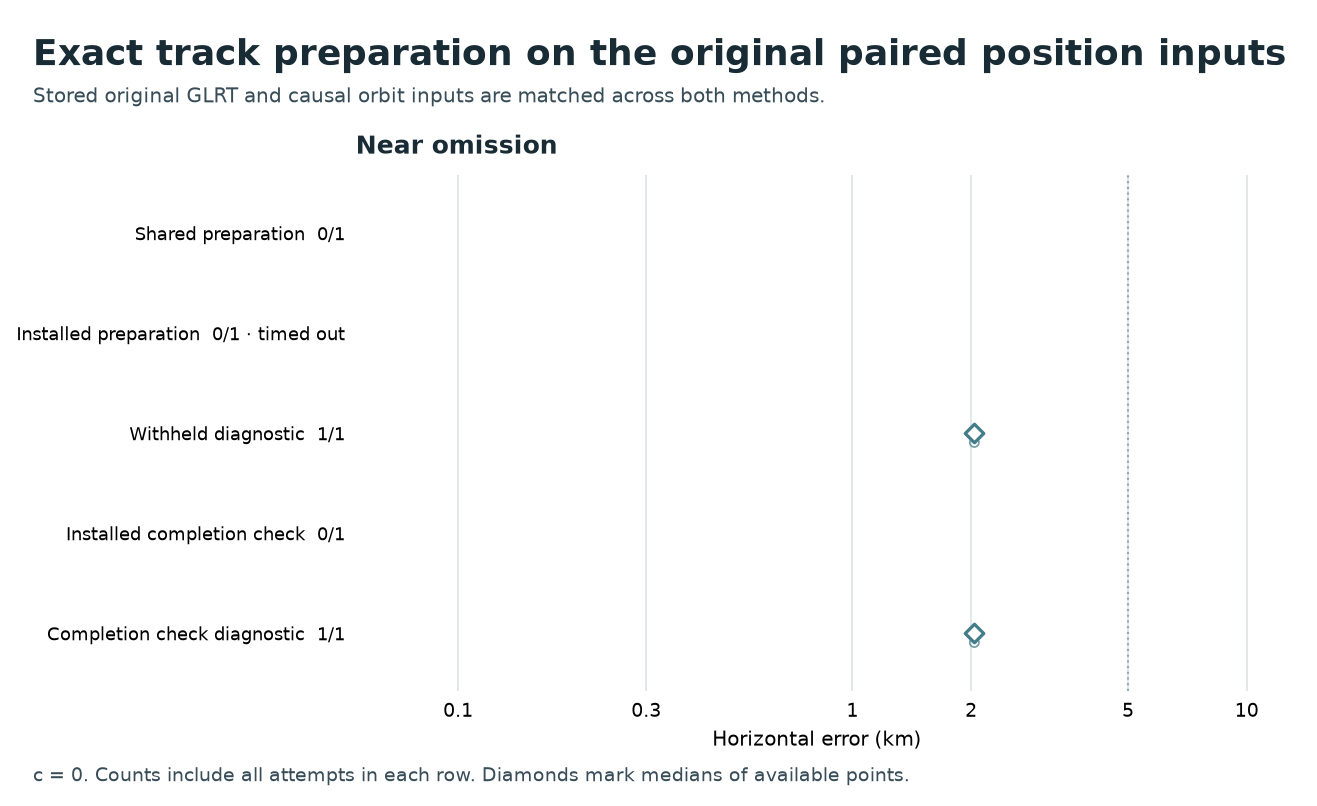 Exact track preparation on the original paired position inputs
Stored original GLRT and causal orbit inputs are matched across both methods.
Near omission
Shared preparation  0/1
Installed preparation  0/1 · timed out
Withheld diagnostic  1/1
Installed completion check  0/1
Completion check diagnostic  1/1
0.1 0.3 1 2 5 10
Horizontal error (km)
c = 0. Counts include all attempts in each row. Diamonds mark medians of available points.